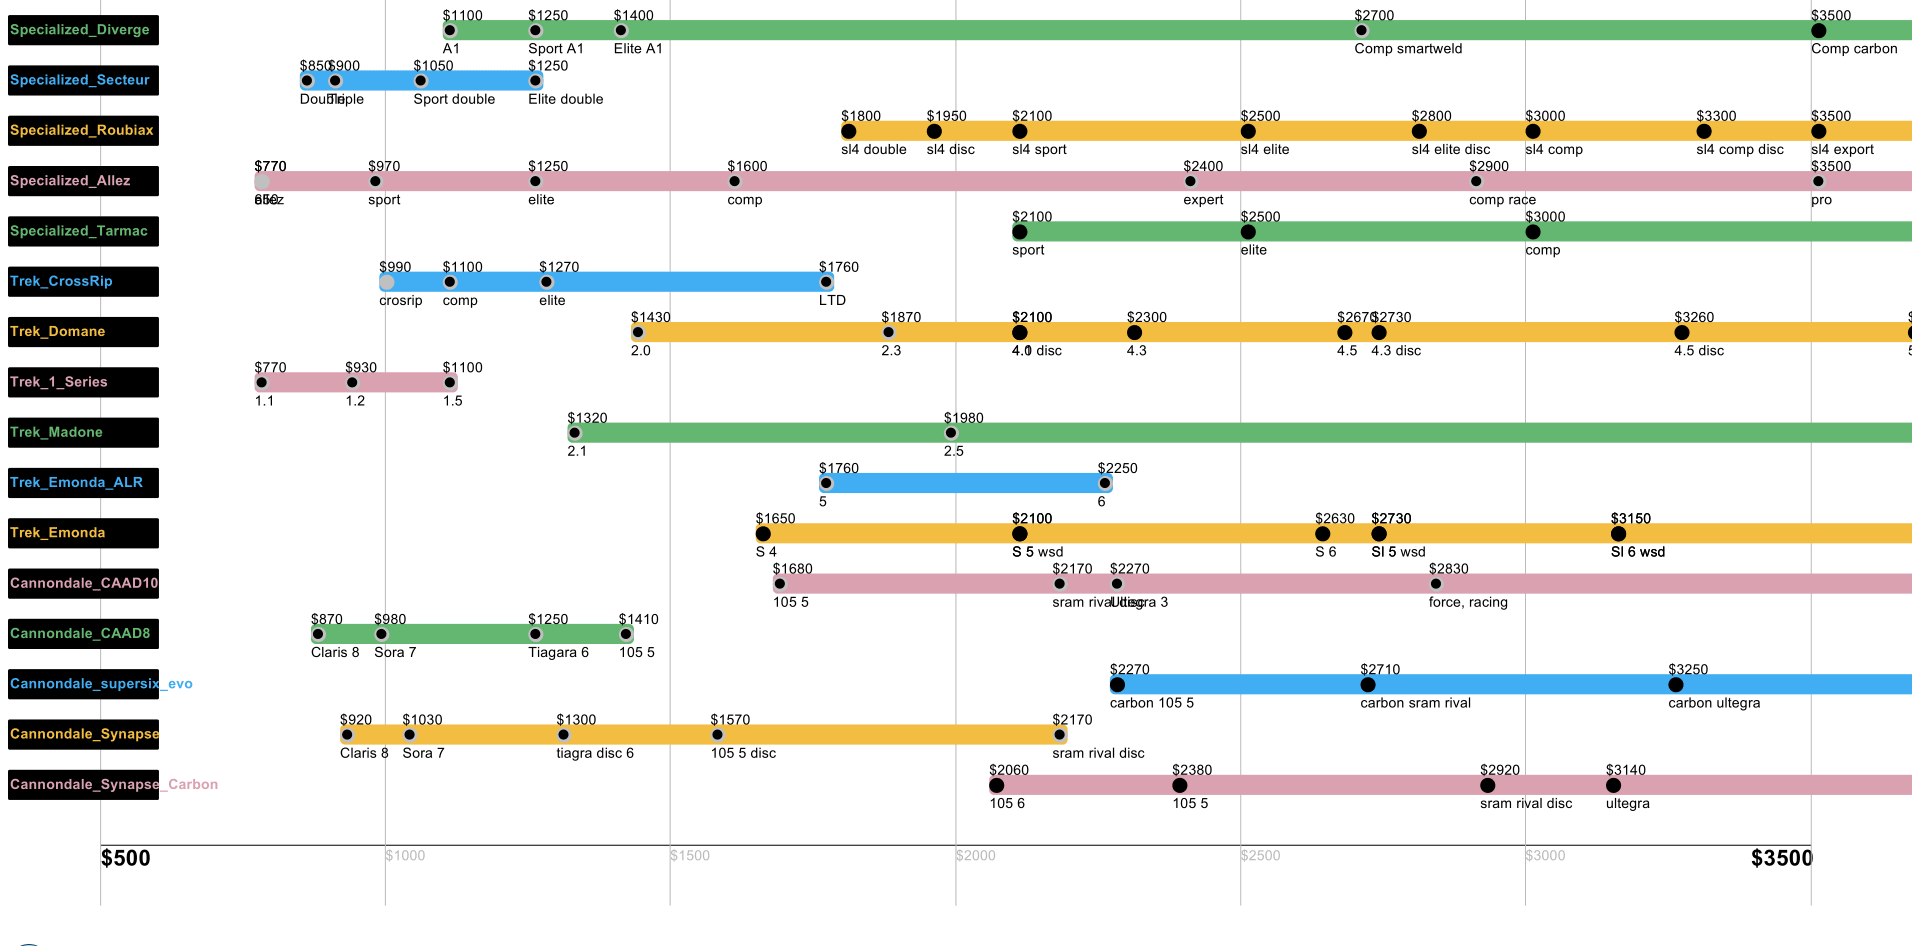 $1100 $1250 $1400 $2700 $3500
Specialized_Diverge
A1 Sport A1 Elite A1 Comp smartweld Comp carbon
$850 $900 $1050 $1250
Specialized_Secteur
Double Triple Sport double Elite double
$1800 $1950 $2100 $2500 $2800 $3000 $3300 $3500
Specialized_Roubiax
sl4 double sl4 disc sl4 sport sl4 elite sl4 elite disc sl4 comp sl4 comp disc sl4 export
$770 $970 $1250 $1600 $2400 $2900 $3500
Specialized_Allez
sport elite comp expert comp race pro
$2100 $2500 $3000
Specialized_Tarmac
sport elite comp
$990 $1100 $1270 $1760
Trek_CrossRip
crosrip comp elite LTD
$1430 $1870 $2100 $2300 $2670 $2730 $3260
Trek_Domane
2.0 2.3 disc 4.3 4.5 4.3 disc 4.5 disc
$770 $930 $1100
Trek_1_Series
1.1 1.2 1.5
$1320 $1980
Trek_Madone
2.1 2.5
$1760 $2250
Trek_Emonda_ALR
5 6
$1650 $2100 $2630 $2730 $3150
Trek_Emonda
S 4 S 5 wsd S 6 Sl 5 wsd Sl 6 wsd
$1680 $2170 $2270 $2830
Cannondale_CAAD10
105 5 sram rival disc Ultegra 3 force, racing
$870 $980 $1250 $1410
Cannondale_CAAD8
Claris 8 Sora 7 Tiagara 6 105 5
$2270 $2710 $3250
Cannondale_supersix_evo
carbon 105 5 carbon sram rival carbon ultegra
$920 $1030 $1300 $1570 $2170
Cannondale_Synapse
Claris 8 Sora 7 tiagra disc 6 105 5 disc sram rival disc
$2060 $2380 $2920 $3140
Cannondale_Synapse_Carbon
105 6 105 5 sram rival disc ultegra
$500 $1000 $1500 $2000 $2500 $3000 $3500